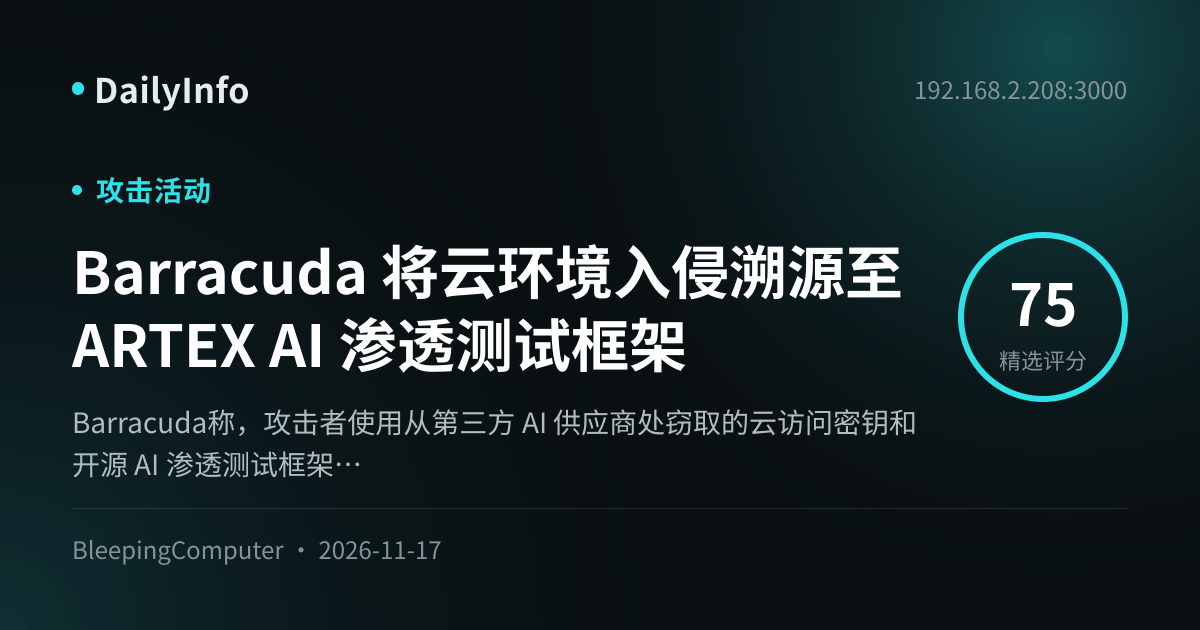 DailyInfo
192.168.2.208:3000
攻击活动
Barracuda 将云环境入侵溯源至
ARTEX AI 渗透测试框架
75
精选评分
Barracuda称，攻击者使用从第三方 AI 供应商处窃取的云访问密钥和
开源 AI 渗透测试框架…
BleepingComputer • 2026-11-17